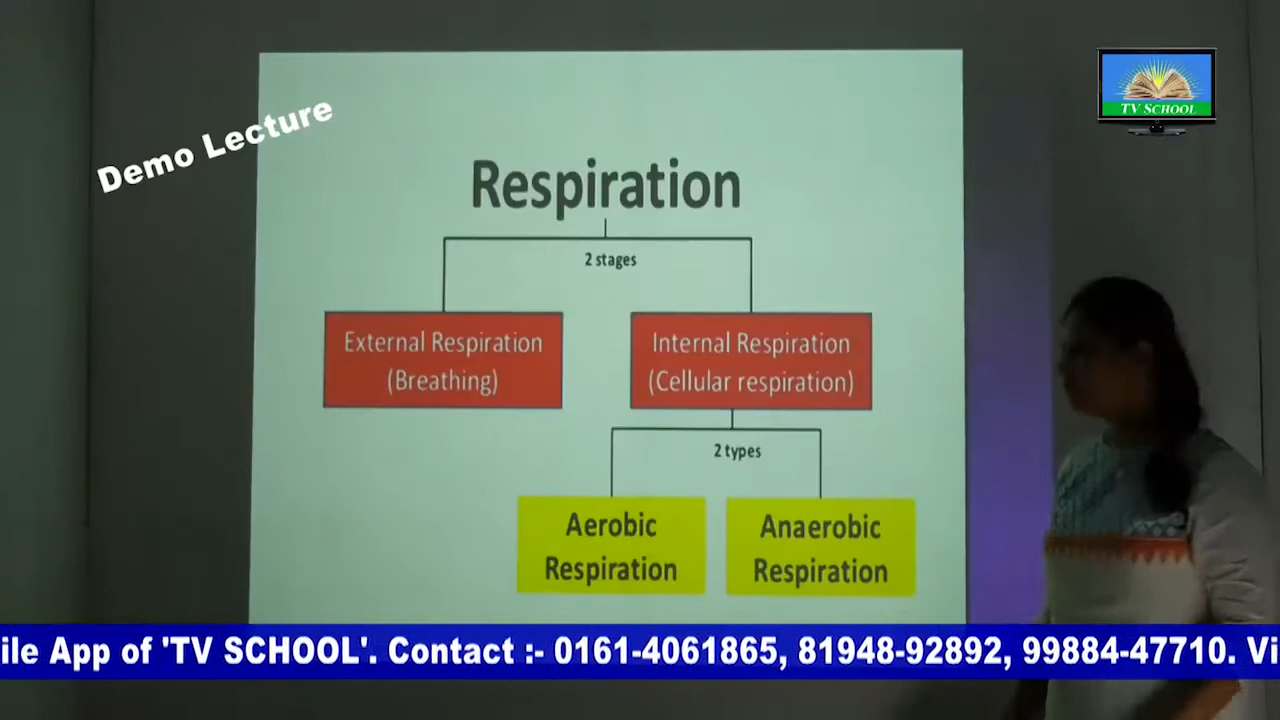 TV SCHOOL
Demo Lecture
Respiration
2 stages
External Respiration
(Breathing)
Internal Respiration
(Cellular respiration)
2 types
Aerobic
Respiration
Anaerobic
Respiration
ile App of 'TV SCHOOL'. Contact :- 0161-4061865, 81948-92892, 99884-47710. Vi